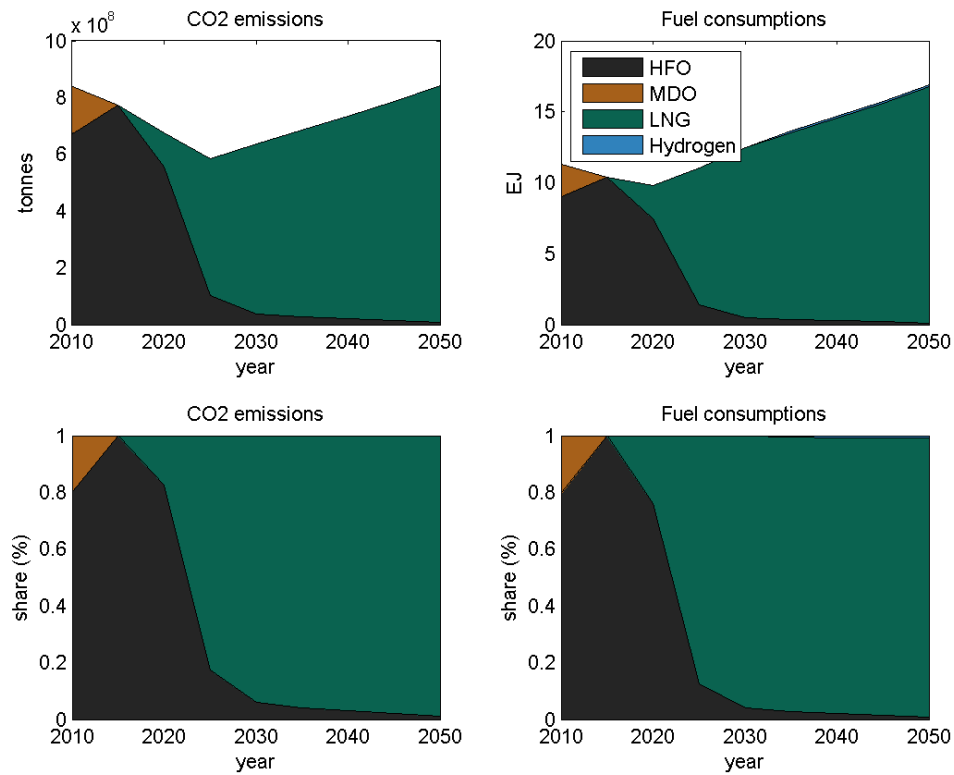 CO2 emissions
x 10^8
10
8
6
4
2
0
tonnes
2010 2020 2030 2040 2050
year
Fuel consumptions
20
15
10
5
0
EJ
HFO
MDO
LNG
Hydrogen
2010 2020 2030 2040 2050
year
CO2 emissions
1
0.8
0.6
0.4
0.2
0
share (%)
2010 2020 2030 2040 2050
year
Fuel consumptions
1
0.8
0.6
0.4
0.2
0
share (%)
2010 2020 2030 2040 2050
year